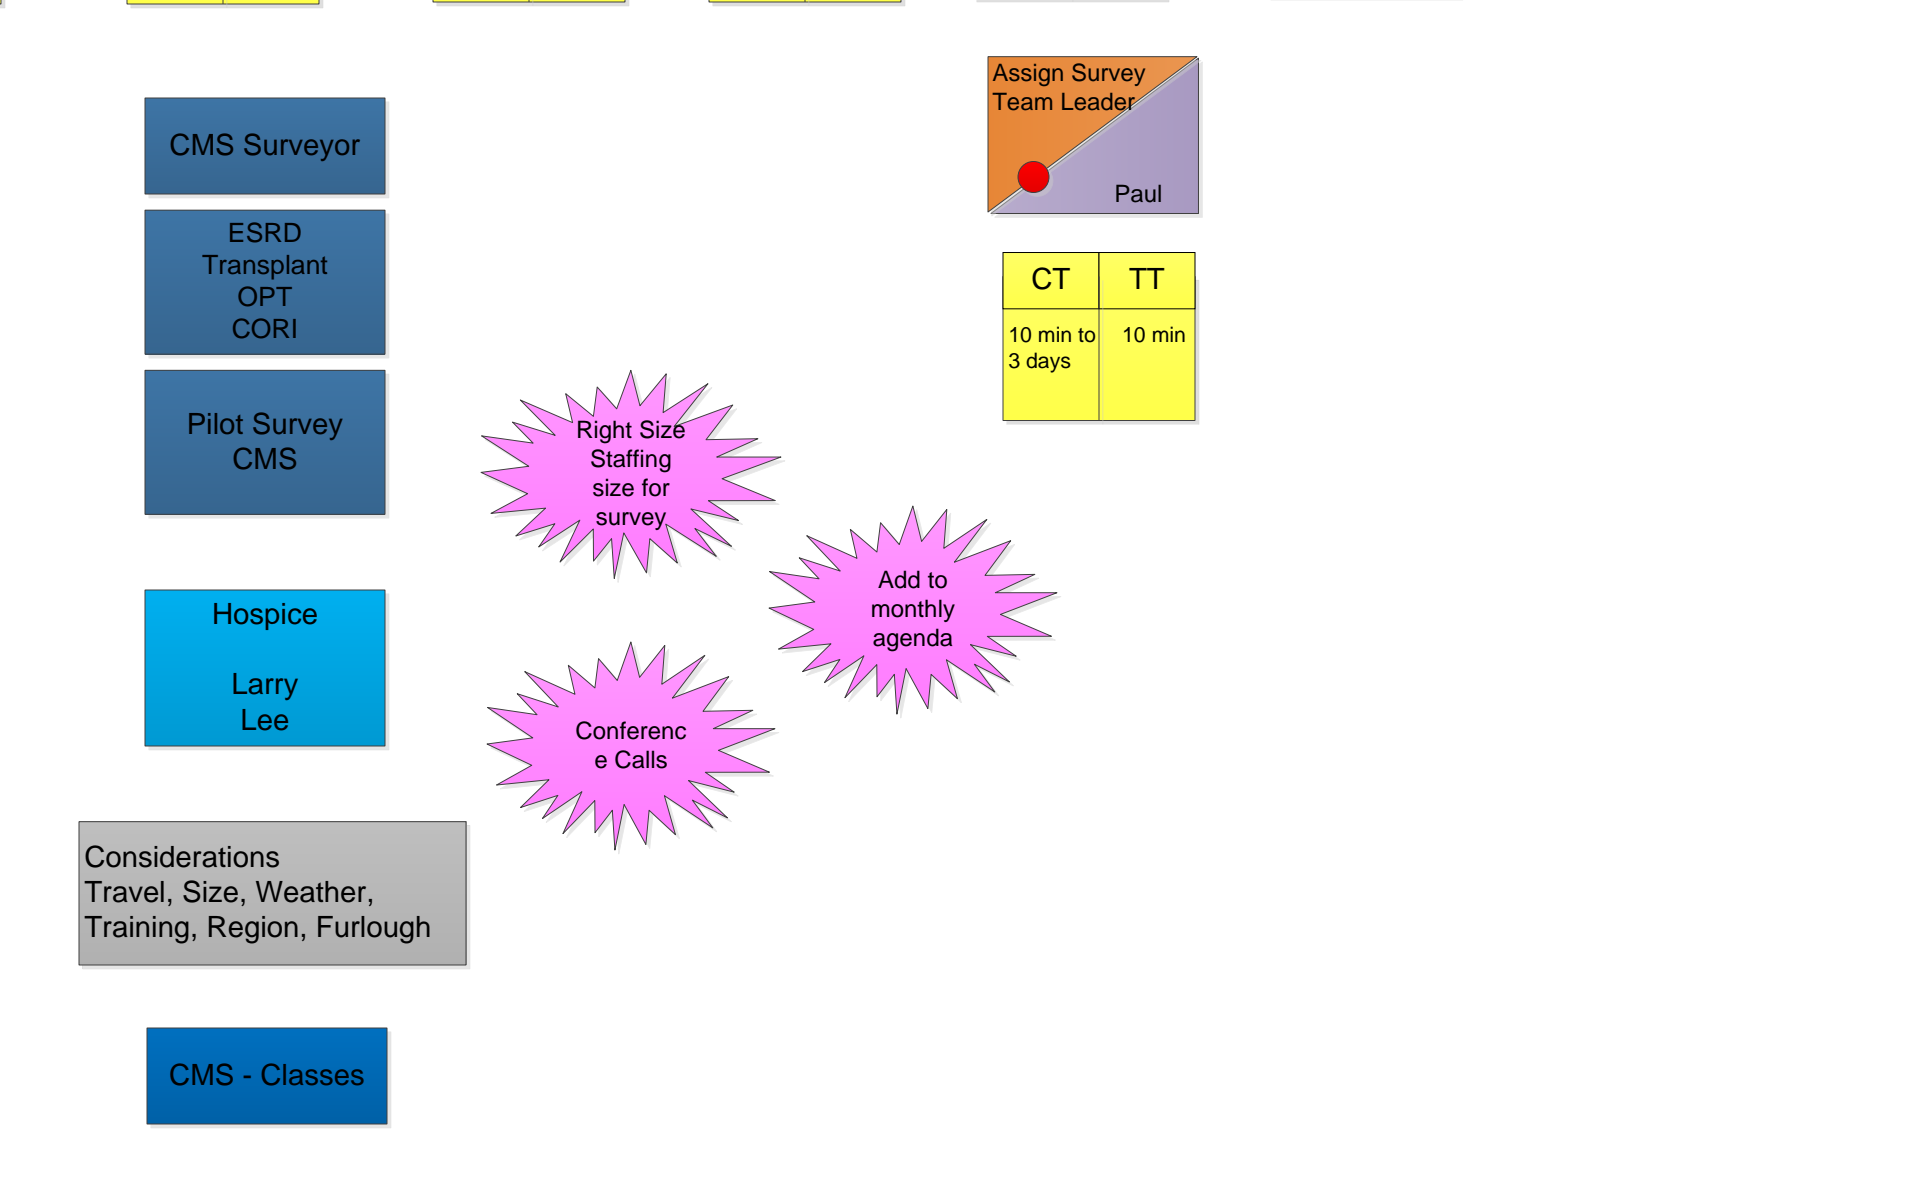 Assign Survey
Team Leader
Paul
CMS Surveyor
ESRD
Transplant
OPT
CORI
CT
TT
10 min to
3 days
10 min
Pilot Survey
CMS
Right Size
Staffing
size for
survey
Add to
monthly
agenda
Hospice
Larry
Lee
Conferenc
e Calls
Considerations
Travel, Size, Weather,
Training, Region, Furlough
CMS - Classes